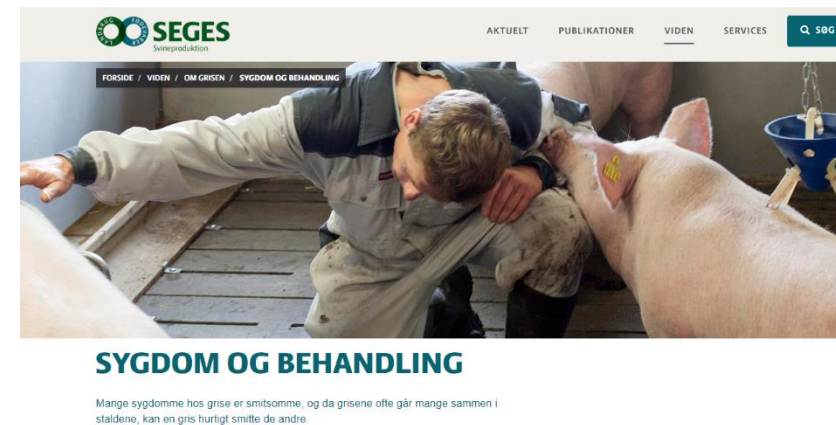 SEGES
Svineproduktion
AKTUELT PUBLIKATIONER VIDEN SERVICES SØG
FORSIDE / VIDEN / OM GRISEN / SYGDOM OG BEHANDLING
SYGDOM OG BEHANDLING
Mange sygdomme hos grise er smitsomme, og da grisene ofte går mange sammen i
staldene, kan en gris hurtigt smitte de andre.